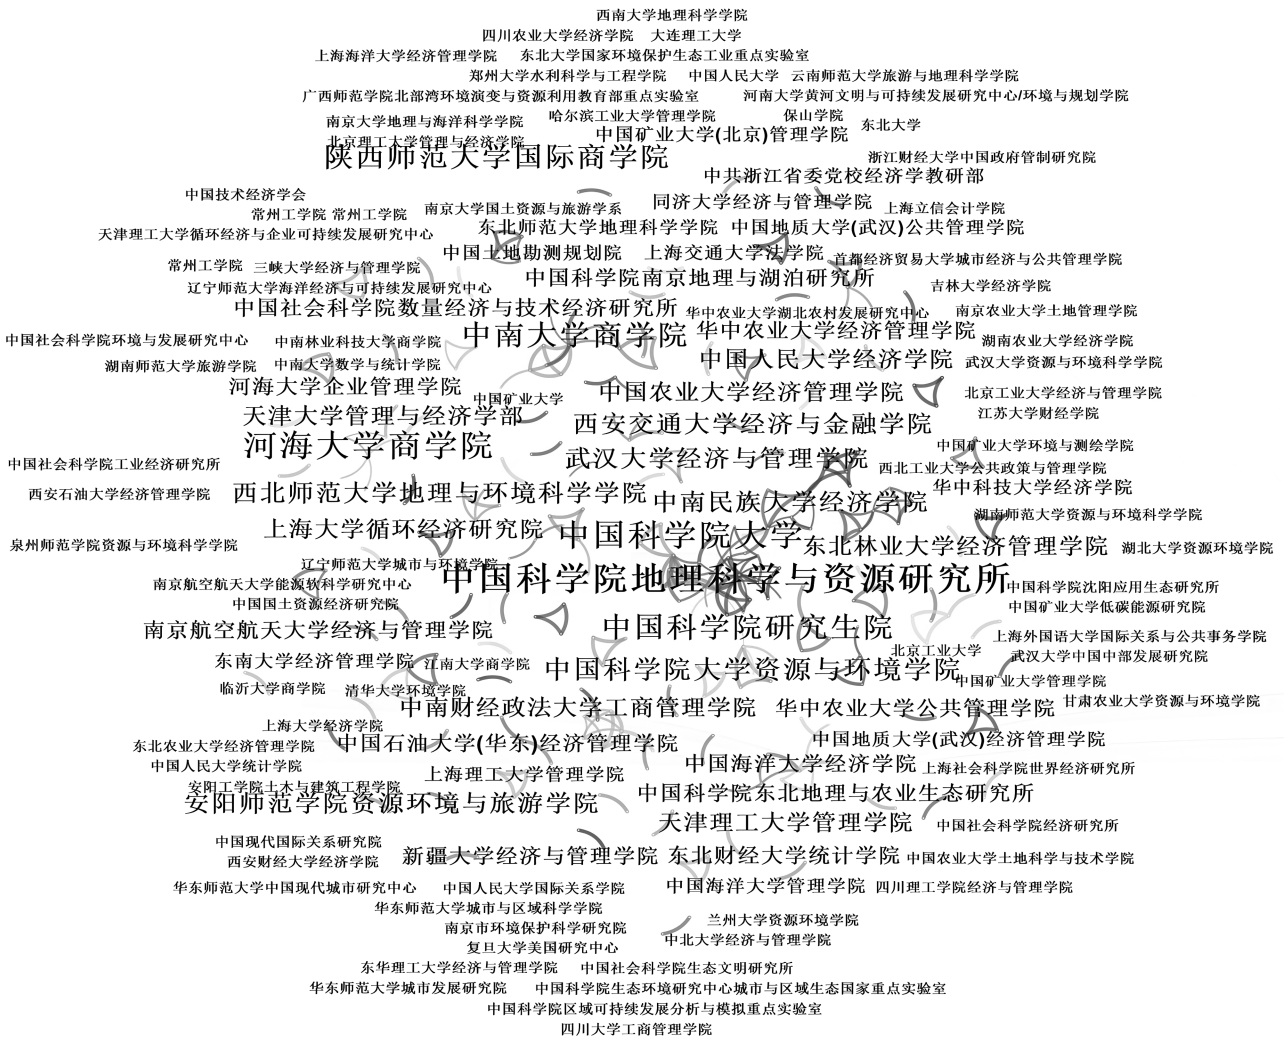 西南大学地理科学学院
四川农业大学经济学院 大连理工大学
上海海洋大学经济管理学院 东北大学国家环境保护生态工业重点实验室
郑州大学水利科学与工程学院 中国人民大学 云南师范大学旅游与地理科学学院
广西师范学院北部湾环境演变与资源利用教育部重点实验室 河南大学黄河文明与可持续发展研究中心/环境与规划学院
南京大学地理与海洋科学学院 哈尔滨工业大学管理学院 保山学院 东北大学
北京理工大学管理与经济学院 中国矿业大学(北京)管理学院
陕西师范大学国际商学院 浙江财经大学中国政府管制研究院
中共浙江省委党校经济学教研部
中国技术经济学会 同济大学经济与管理学院
常州工学院 常州工学院 南京大学国土资源与旅游学系 上海立信会计学院
天津理工大学循环经济与企业可持续发展研究中心 东北师范大学地理科学学院 中国地质大学(武汉)公共管理学院
中国土地勘测规划院 上海交通大学法学院 首都经济贸易大学城市经济与公共管理学院
常州工学院 三峡大学经济与管理学院 中国科学院南京地理与湖泊研究所
辽宁师范大学海洋经济与可持续发展研究中心 吉林大学经济学院
中国社会科学院数量经济与技术经济研究所 华中农业大学湖北农村发展研究中心 南京农业大学土地管理学院
中国社会科学院环境与发展研究中心 中南林业科技大学商学院 中南大学商学院 华中农业大学经济管理学院 湖南农业大学经济学院
湖南师范大学旅游学院 中南大学数学与统计学院 中国人民大学经济学院 武汉大学资源与环境科学学院
河海大学企业管理学院 中国矿业大学 中国农业大学经济管理学院 北京工业大学经济与管理学院
天津大学管理与经济学部 西安交通大学经济与金融学院 江苏大学财经学院
河海大学商学院 中国矿业大学环境与测绘学院
中国社会科学院工业经济研究所 武汉大学经济与管理学院 西北工业大学公共政策与管理学院
西安石油大学经济管理学院 西北师范大学地理与环境科学学院 中南民族大学经济学院 华中科技大学经济学院
上海大学循环经济研究院 中国科学院大学 湖南师范大学资源与环境科学学院
泉州师范学院资源与环境科学学院 东北林业大学经济管理学院 湖北大学资源环境学院
辽宁师范大学城市与环境学院
南京航空航天大学能源软科学研究中心 中国科学院地理科学与资源研究所 中国科学院沈阳应用生态研究所
中国国土资源经济研究院 中国矿业大学低碳能源研究院
南京航空航天大学经济与管理学院 中国科学院研究生院 上海外国语大学国际关系与公共事务学院
东南大学经济管理学院 江南大学商学院 中国科学院大学资源与环境学院 北京工业大学 武汉大学中国中部发展研究院
临沂大学商学院 清华大学环境学院 中国矿业大学管理学院
中南财经政法大学工商管理学院 华中农业大学公共管理学院 甘肃农业大学资源与环境学院
上海大学经济学院
东北农业大学经济管理学院 中国石油大学(华东)经济管理学院 中国地质大学(武汉)经济管理学院
中国人民大学统计学院 上海理工大学管理学院 中国海洋大学经济学院 上海社会科学院世界经济研究所
安阳工学院土木与建筑工程学院
安阳师范学院资源环境与旅游学院 中国科学院东北地理与农业生态研究所
天津理工大学管理学院 中国社会科学院经济研究所
中国现代国际关系研究院
西安财经大学经济学院 新疆大学经济与管理学院 东北财经大学统计学院 中国农业大学土地科学与技术学院
华东师范大学中国现代城市研究中心 中国人民大学国际关系学院 中国海洋大学管理学院 四川理工学院经济与管理学院
华东师范大学城市与区域科学学院
南京市环境保护科学研究院 兰州大学资源环境学院
复旦大学美国研究中心 中北大学经济与管理学院
东华理工大学经济与管理学院 中国社会科学院生态文明研究所
华东师范大学城市发展研究院 中国科学院生态环境研究中心城市与区域生态国家重点实验室
中国科学院区域可持续发展分析与模拟重点实验室
四川大学工商管理学院